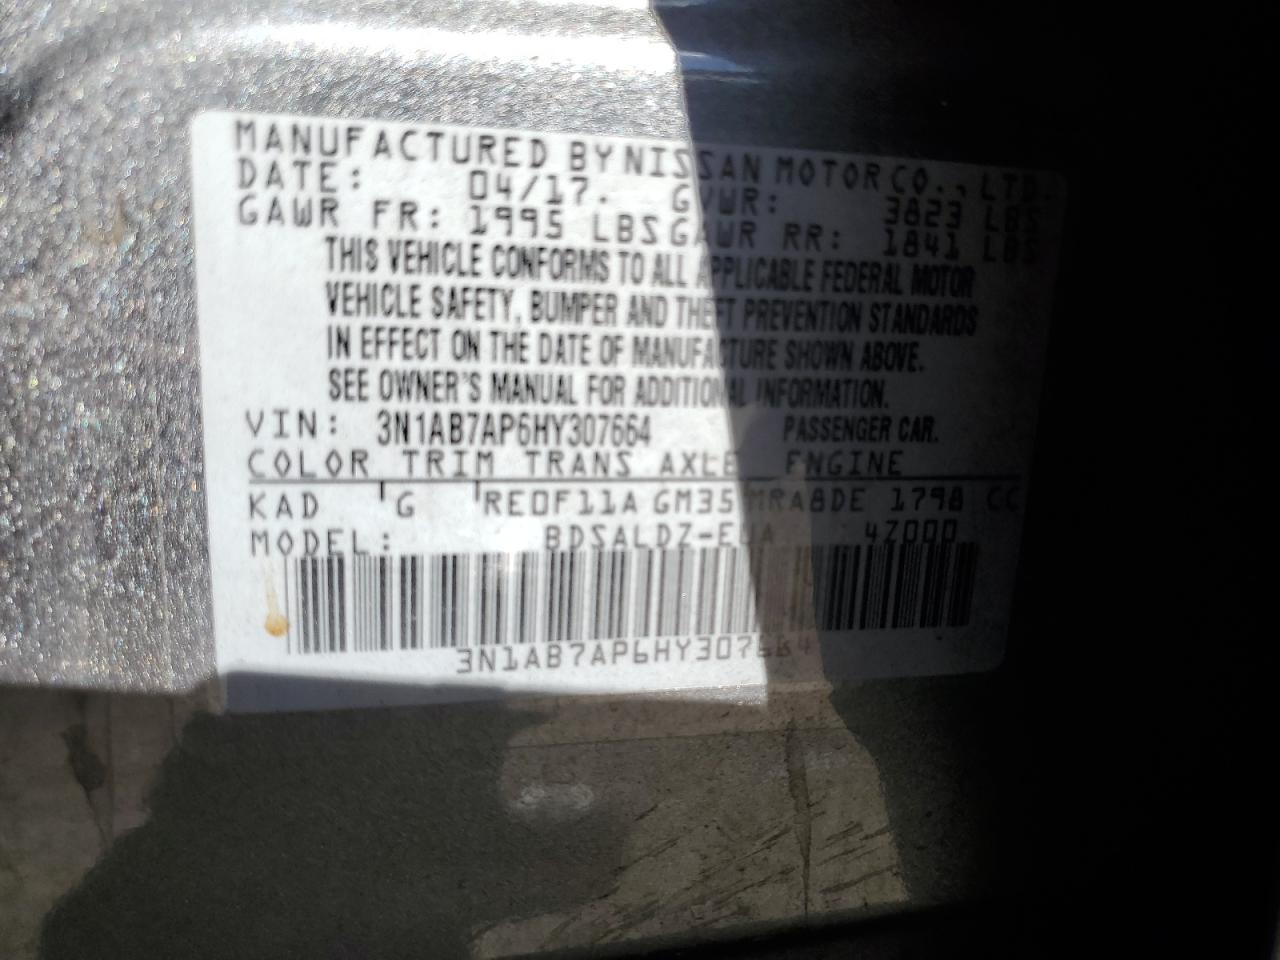 MANUFACTURED BY NISSAN MOTOR CO., LTD.
DATE: 04/17. GVWR: 3823 LBS
GAWR FR: 1995 LBS GAWR RR: 1841 LBS
THIS VEHICLE CONFORMS TO ALL APPLICABLE FEDERAL MOTOR
VEHICLE SAFETY, BUMPER AND THEFT PREVENTION STANDARDS
IN EFFECT ON THE DATE OF MANUFACTURE SHOWN ABOVE.
SEE OWNER'S MANUAL FOR ADDITIONAL INFORMATION.
VIN: 3N1AB7AP6HY307664 PASSENGER CAR.
COLOR TRIM TRANS AXLE ENGINE
KAD G RE0F11A GM35 MRA8DE 1798 CC
MODEL: BDSALDZ-EUA 4Z000
3N1AB7AP6HY307664